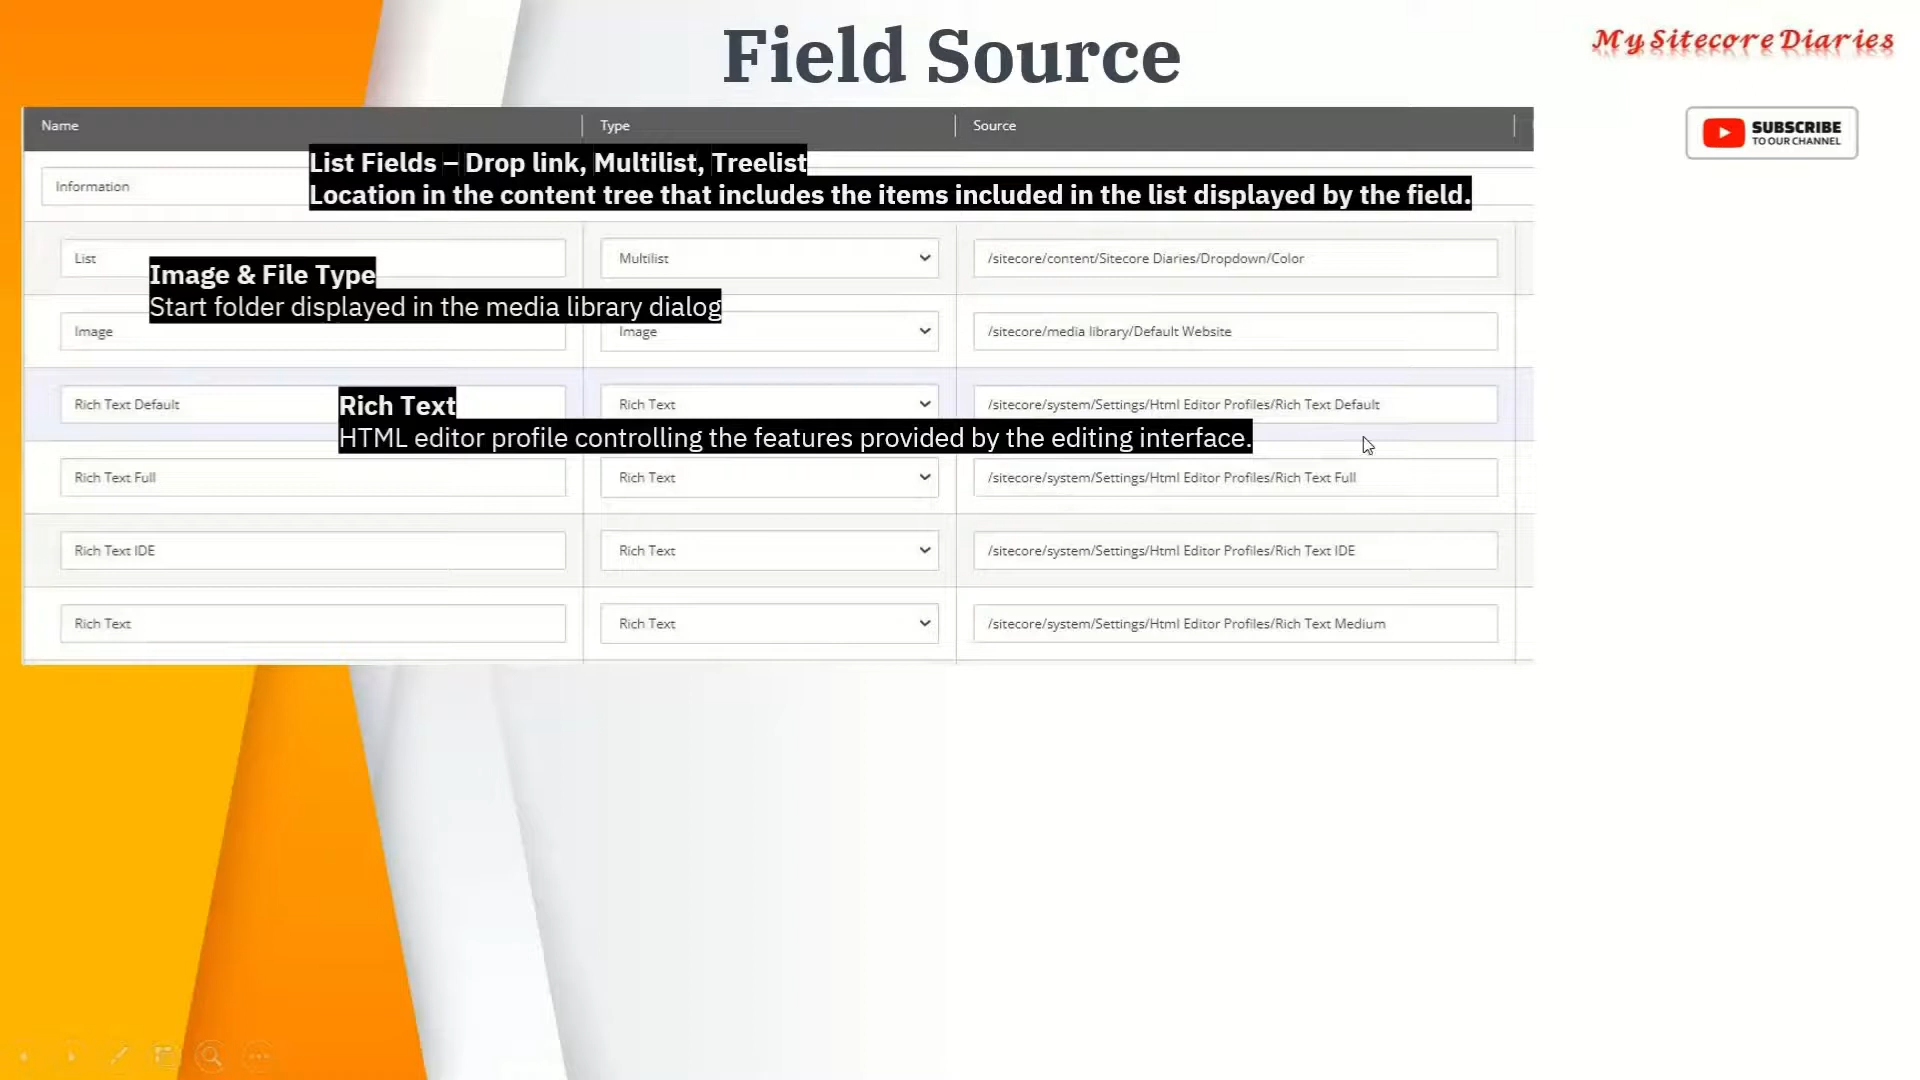 Field Source
My Sitecore Diaries
SUBSCRIBE
TO OUR CHANNEL
Name Type Source
List Fields – Drop link, Multilist, Treelist
Information
Location in the content tree that includes the items included in the list displayed by the field.
List Multilist /sitecore/content/Sitecore Diaries/Dropdown/Color
Image & File Type
Start folder displayed in the media library dialog
Image Image /sitecore/media library/Default Website
Rich Text Default Rich Text /sitecore/system/Settings/Html Editor Profiles/Rich Text Default
Rich Text
HTML editor profile controlling the features provided by the editing interface.
Rich Text Full Rich Text /sitecore/system/Settings/Html Editor Profiles/Rich Text Full
Rich Text IDE Rich Text /sitecore/system/Settings/Html Editor Profiles/Rich Text IDE
Rich Text Rich Text /sitecore/system/Settings/Html Editor Profiles/Rich Text Medium